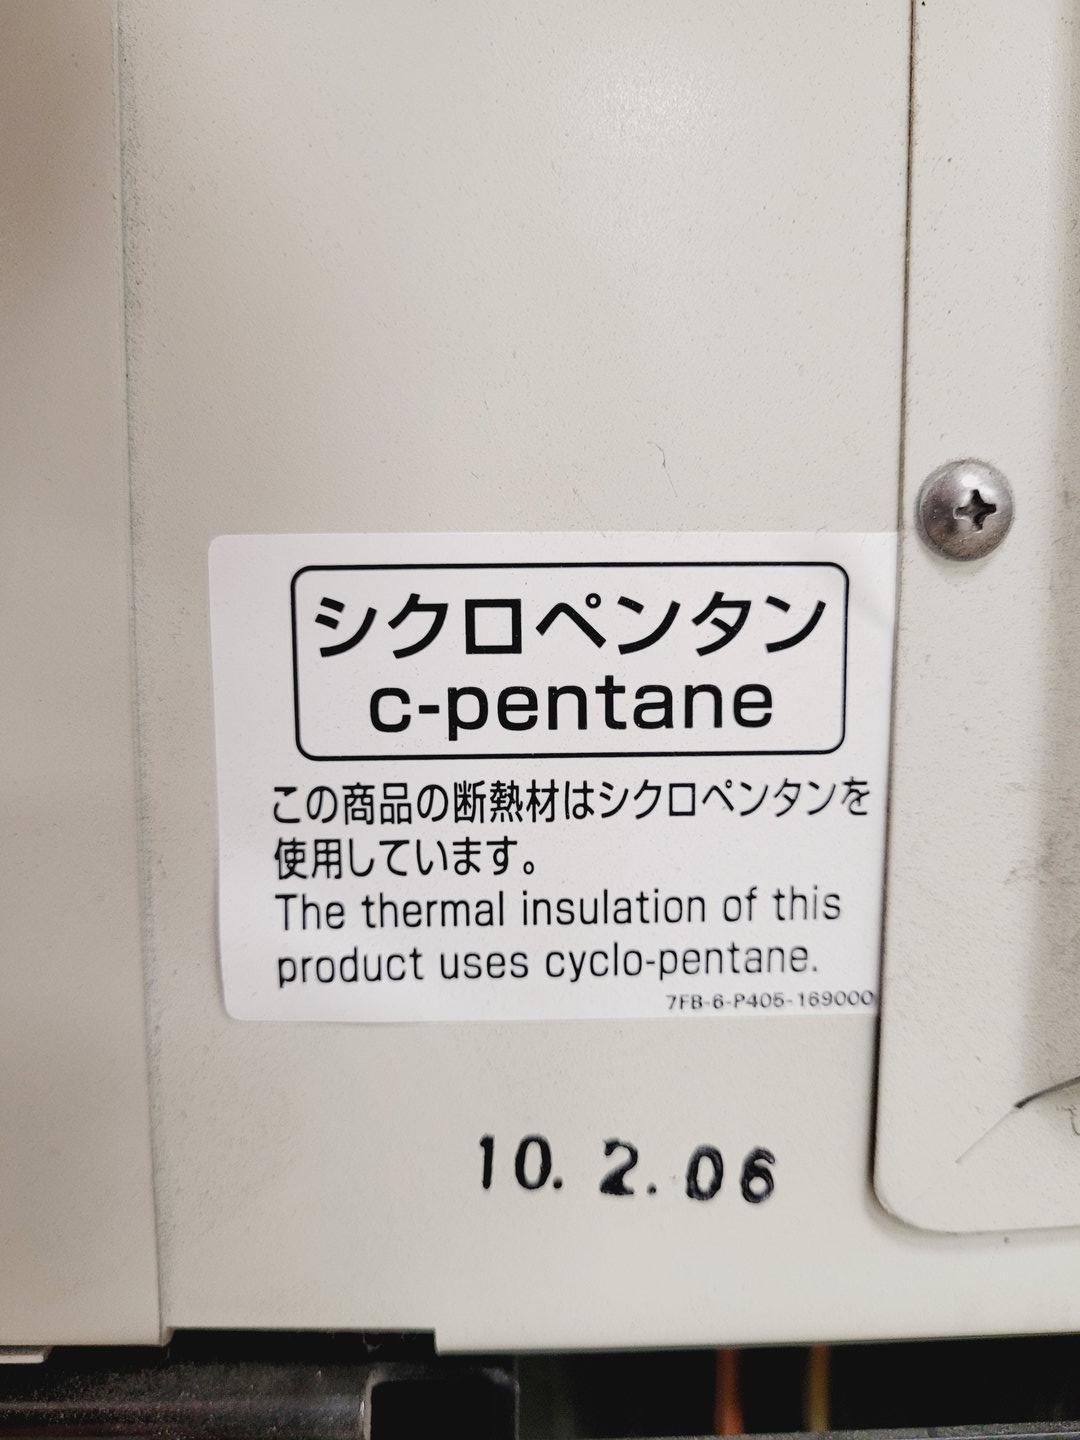 シクロペンタン
c-pentane
この商品の断熱材はシクロペンタンを
使用しています。
The thermal insulation of this
product uses cyclo-pentane.
7FB-6-P405-169000
10. 2. 06